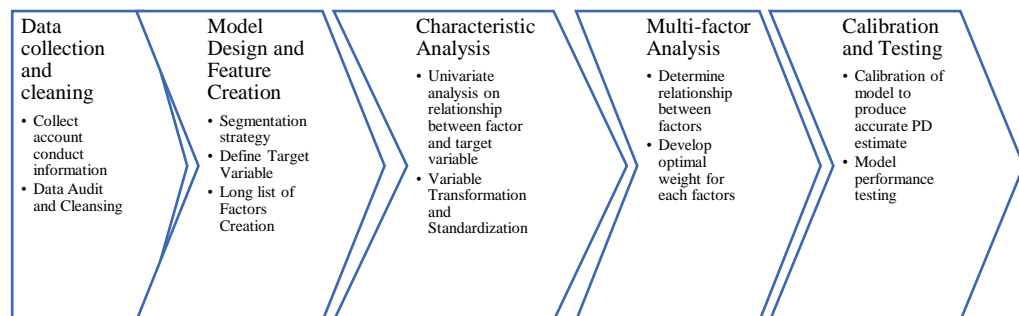 Data
collection
and
cleaning
• Collect
account
conduct
information
• Data Audit
and Cleansing
Model
Design and
Feature
Creation
• Segmentation
strategy
• Define Target
Variable
• Long list of
Factors
Creation
Characteristic
Analysis
• Univariate
analysis on
relationship
between factor
and target
variable
• Variable
Transformation
and
Standardization
Multi-factor
Analysis
• Determine
relationship
between
factors
• Develop
optimal
weight for
each factors
Calibration
and Testing
• Calibration of
model to
produce
accurate PD
estimate
• Model
performance
testing